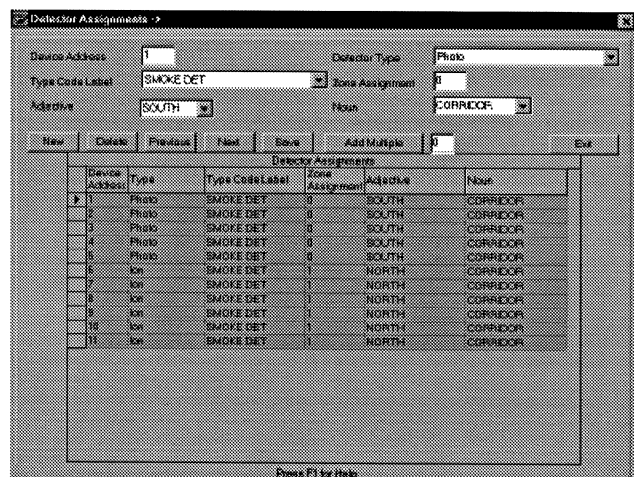 Detector Assignments ->
Device Address 1 Detector Type Photo
Type Code Label SMOKE DET Zone Assignment 0
Adjective SOUTH Noun CORRIDOR
New Delete Previous Next Save Add Multiple 0 Exit
Detector Assignments
Device Address Type Type Code Label Zone Assignment Adjective Noun
1 Photo SMOKE DET 0 SOUTH CORRIDOR
2 Photo SMOKE DET 0 SOUTH CORRIDOR
3 Photo SMOKE DET 0 SOUTH CORRIDOR
4 Photo SMOKE DET 0 SOUTH CORRIDOR
5 Photo SMOKE DET 0 SOUTH CORRIDOR
6 Ion SMOKE DET 1 NORTH CORRIDOR
7 Ion SMOKE DET 1 NORTH CORRIDOR
8 Ion SMOKE DET 1 NORTH CORRIDOR
9 Ion SMOKE DET 1 NORTH CORRIDOR
10 Ion SMOKE DET 1 NORTH CORRIDOR
11 Ion SMOKE DET 1 NORTH CORRIDOR
Press F1 for Help